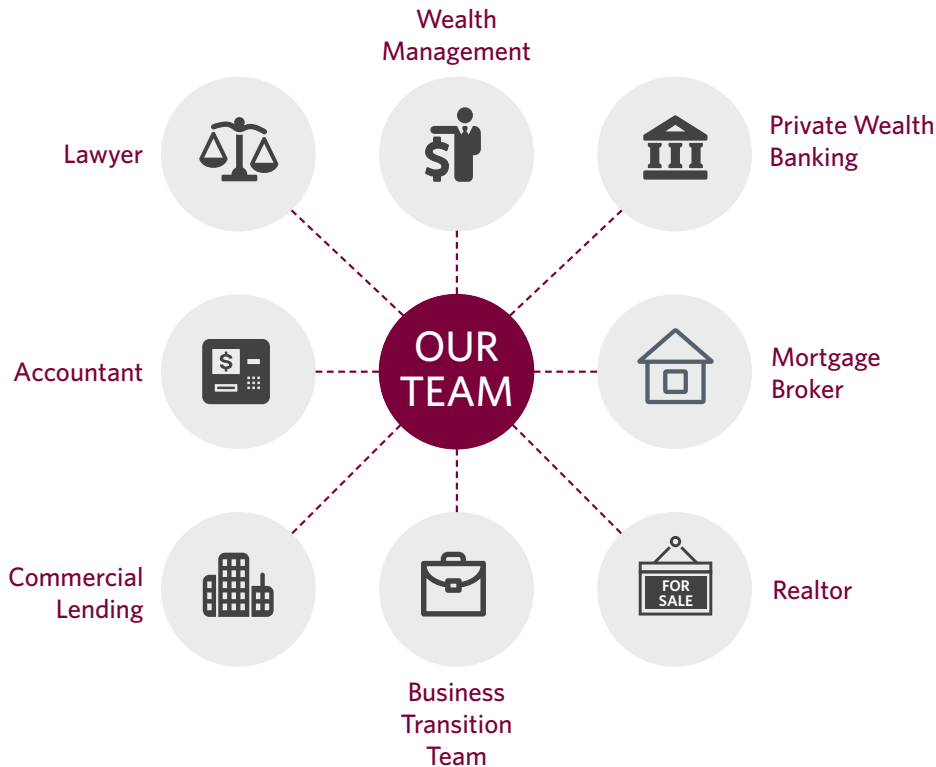 Wealth
Management
Lawyer
Private Wealth
Banking
$
OUR
TEAM
$
Accountant
Mortgage
Broker
Commercial
Lending
FOR
SALE
Realtor
Business
Transition
Team